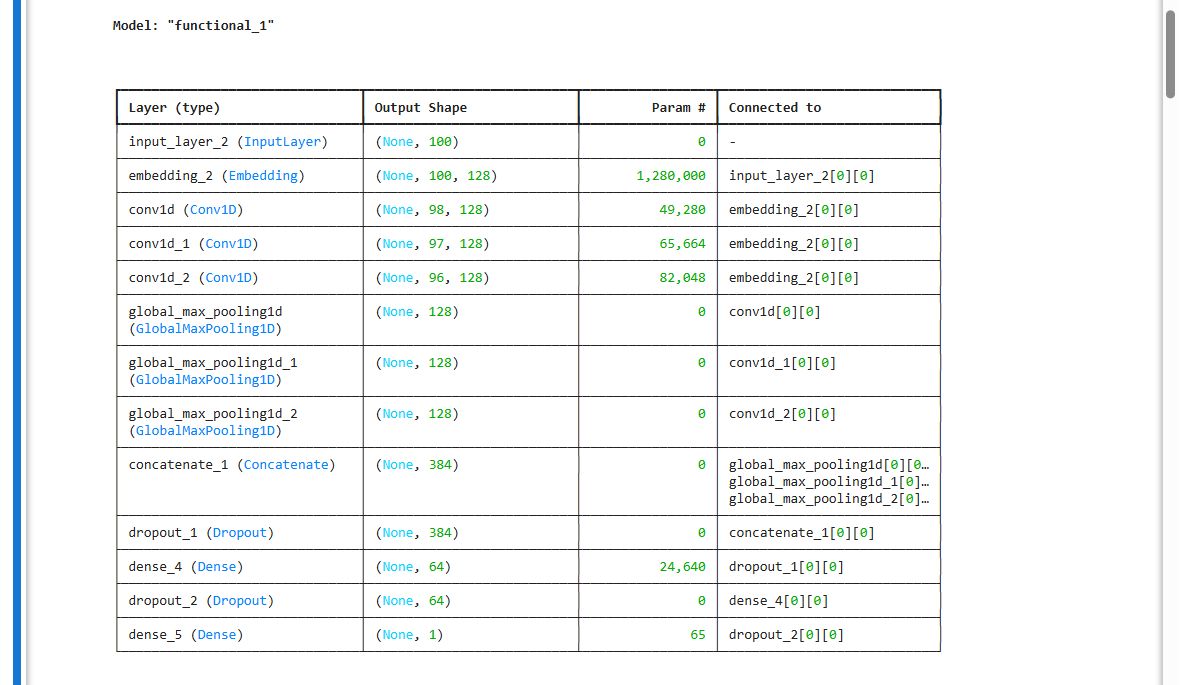 Model: "functional_1"
Layer (type) Output Shape Param # Connected to
input_layer_2 (InputLayer) (None, 100) 0 -
embedding_2 (Embedding) (None, 100, 128) 1,280,000 input_layer_2[0][0]
conv1d (Conv1D) (None, 98, 128) 49,280 embedding_2[0][0]
conv1d_1 (Conv1D) (None, 97, 128) 65,664 embedding_2[0][0]
conv1d_2 (Conv1D) (None, 96, 128) 82,048 embedding_2[0][0]
global_max_pooling1d (None, 128) 0 conv1d[0][0]
(GlobalMaxPooling1D)
global_max_pooling1d_1 (None, 128) 0 conv1d_1[0][0]
(GlobalMaxPooling1D)
global_max_pooling1d_2 (None, 128) 0 conv1d_2[0][0]
(GlobalMaxPooling1D)
concatenate_1 (Concatenate) (None, 384) 0 global_max_pooling1d[0][0…
global_max_pooling1d_1[0]…
global_max_pooling1d_2[0]…
dropout_1 (Dropout) (None, 384) 0 concatenate_1[0][0]
dense_4 (Dense) (None, 64) 24,640 dropout_1[0][0]
dropout_2 (Dropout) (None, 64) 0 dense_4[0][0]
dense_5 (Dense) (None, 1) 65 dropout_2[0][0]